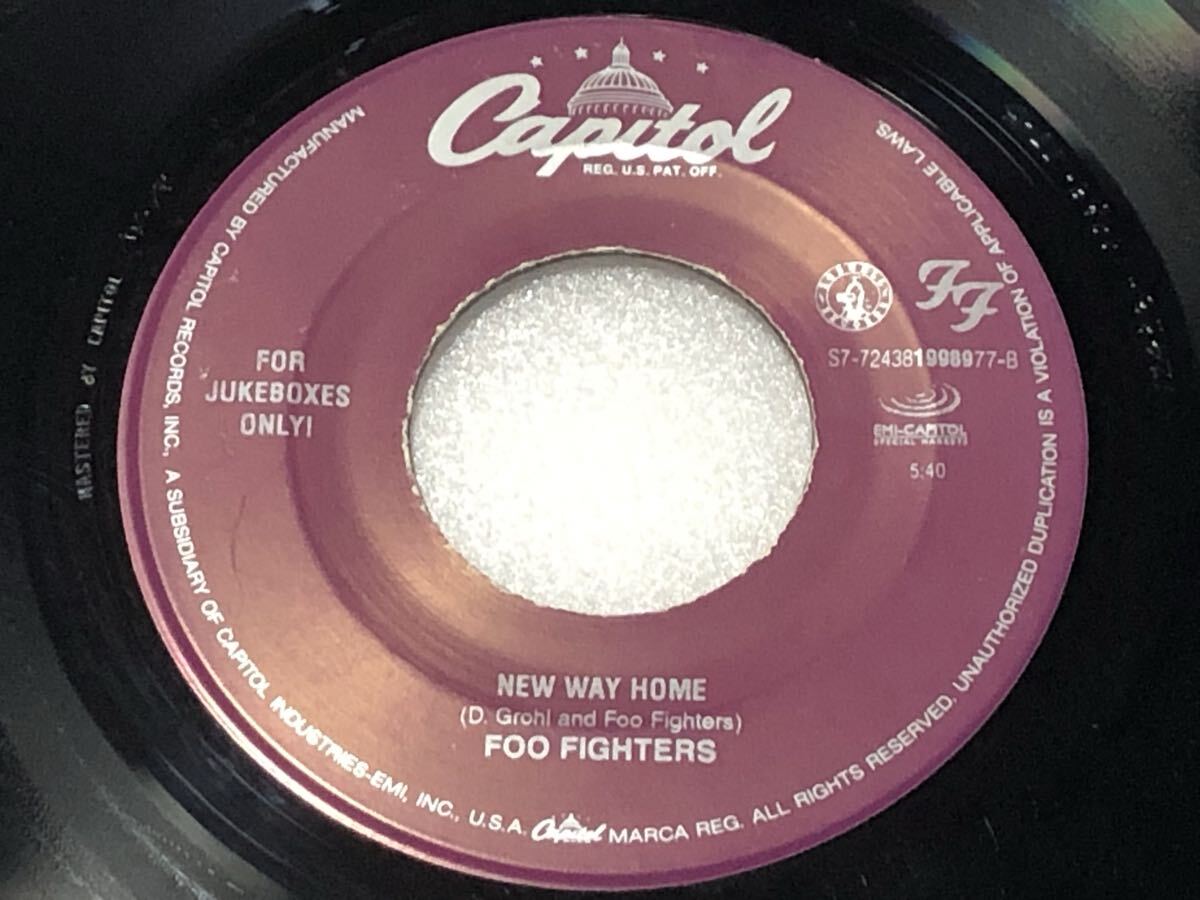 Capitol
REG. U.S. PAT. OFF.
FF
S7-724381998977-B
EMI-CAPITOL
SPECIAL MARKETS
5:40
FOR
JUKEBOXES
ONLY!
NEW WAY HOME
(D. Grohl and Foo Fighters)
FOO FIGHTERS
MANUFACTURED BY CAPITOL RECORDS, INC., A SUBSIDIARY OF CAPITOL INDUSTRIES-EMI, INC., U.S.A. Capitol MARCA REG. ALL RIGHTS RESERVED. UNAUTHORIZED DUPLICATION IS A VIOLATION OF APPLICABLE LAWS.
MASTERED BY CAPITOL